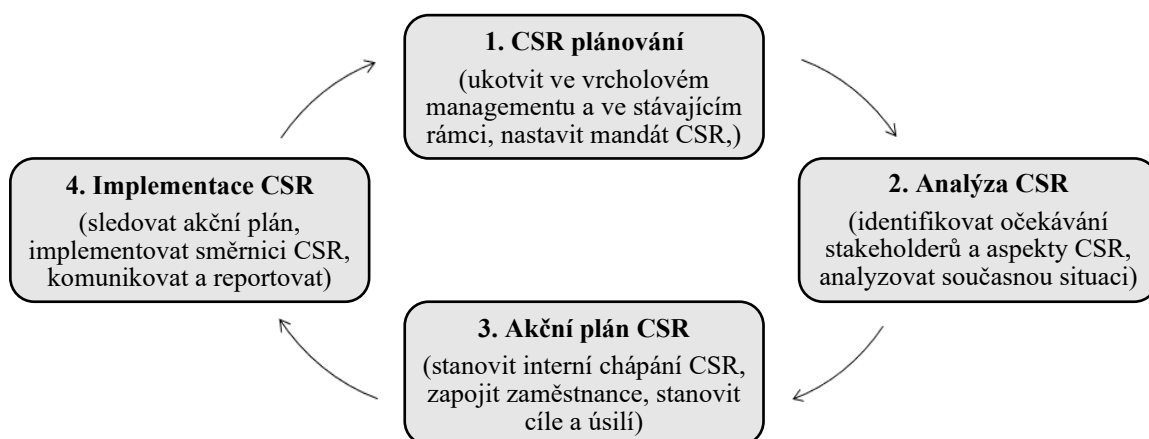 1. CSR plánování
(ukotvit ve vrcholovém
managementu a ve stávajícím
rámci, nastavit mandát CSR,)
2. Analýza CSR
(identifikovat očekávání
stakeholderů a aspekty CSR,
analyzovat současnou situaci)
3. Akční plán CSR
(stanovit interní chápání CSR,
zapojit zaměstnance, stanovit
cíle a úsilí)
4. Implementace CSR
(sledovat akční plán,
implementovat směrnici CSR,
komunikovat a reportovat)